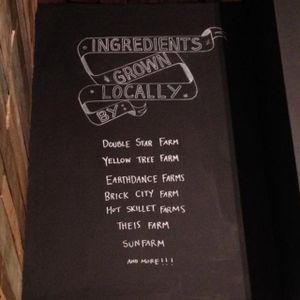 INGREDIENTS
GROWN
LOCALLY
BY:
DOUBLE STAR FARM
YELLOW TREE FARM
EARTHDANCE FARMS
BRICK CITY FARM
HOT SKILLET FARMS
THEIS FARM
SUNFARM
AND MORE!!!